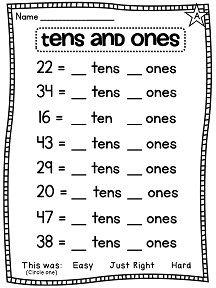 Name ____________ A
tens and ones
22 = __ tens __ ones
34 = __ tens __ ones
16 = __ ten __ ones
43 = __ tens __ ones
29 = __ tens __ ones
20 = __ tens __ ones
47 = __ tens __ ones
38 = __ tens __ ones
This was: Easy Just Right Hard
(Circle one)